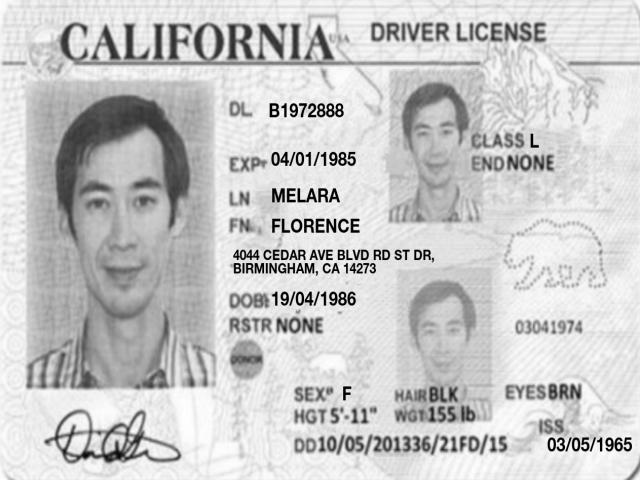 CALIFORNIA USA DRIVER LICENSE
DL B1972888
EXP 04/01/1985
CLASS L
END NONE
LN MELARA
FN FLORENCE
4044 CEDAR AVE BLVD RD ST DR,
BIRMINGHAM, CA 14273
DOB: 19/04/1986
RSTR NONE
03041974
DONOR
SEX F HAIR BLK EYES BRN
HGT 5'-11" WGT 155 lb
ISS
DD 10/05/201336/21FD/15 03/05/1965